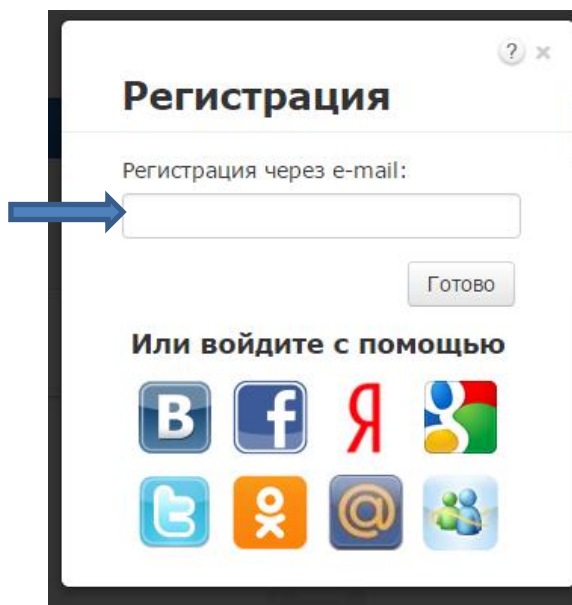 ?
Регистрация
Регистрация через e-mail:
Готово
Или войдите с помощью
В f Я g
t @